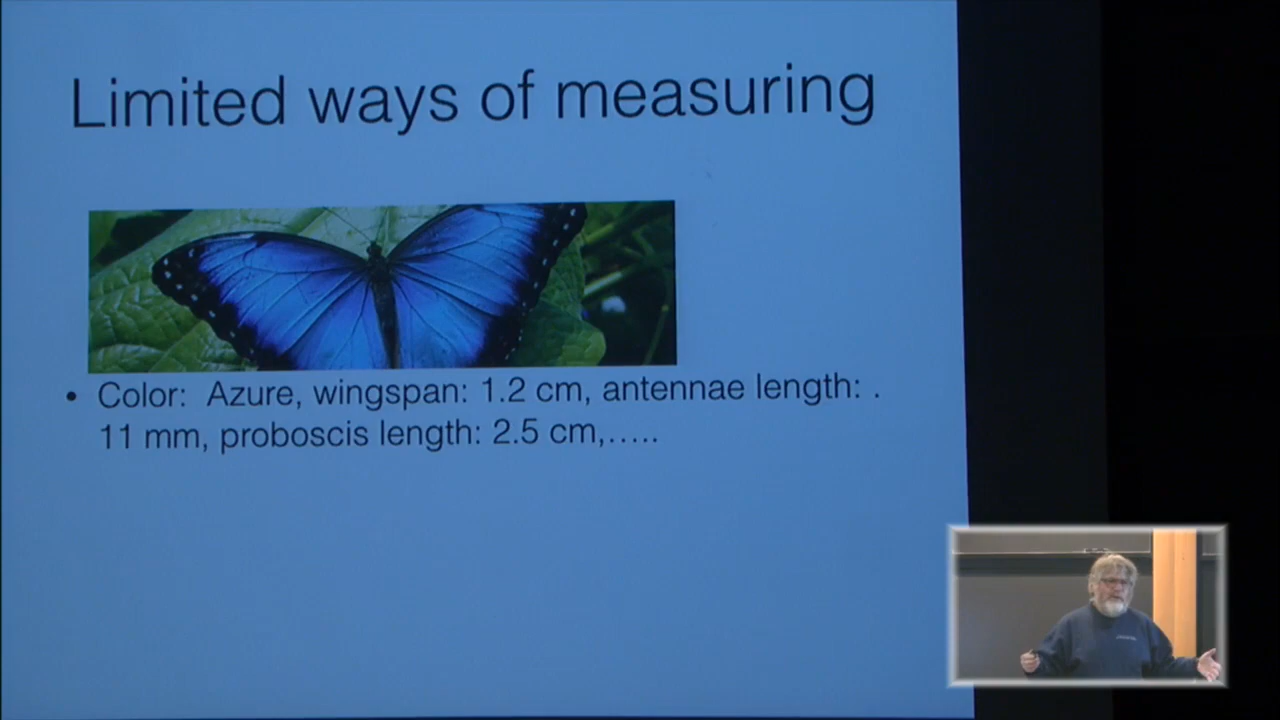 Limited ways of measuring
• Color: Azure, wingspan: 1.2 cm, antennae length: .
11 mm, proboscis length: 2.5 cm,.....